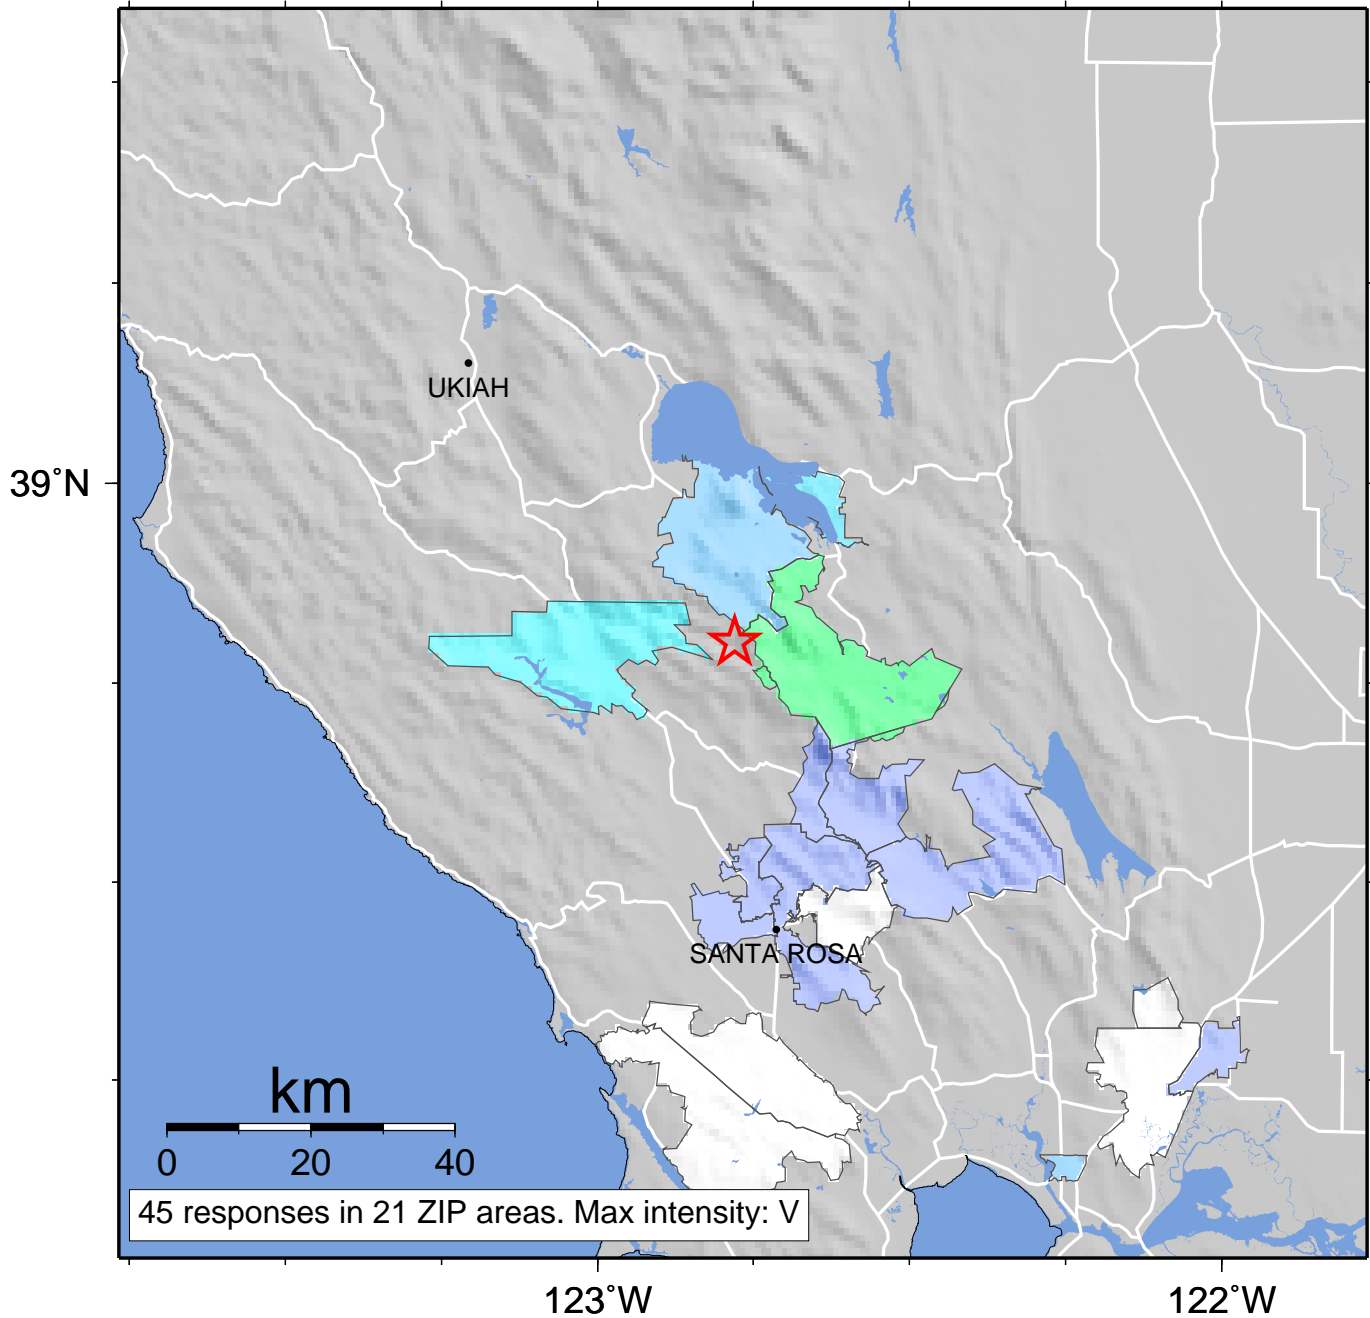 UKIAH
39°N
SANTA ROSA
km
0 20 40
45 responses in 21 ZIP areas. Max intensity: V
123°W 122°W